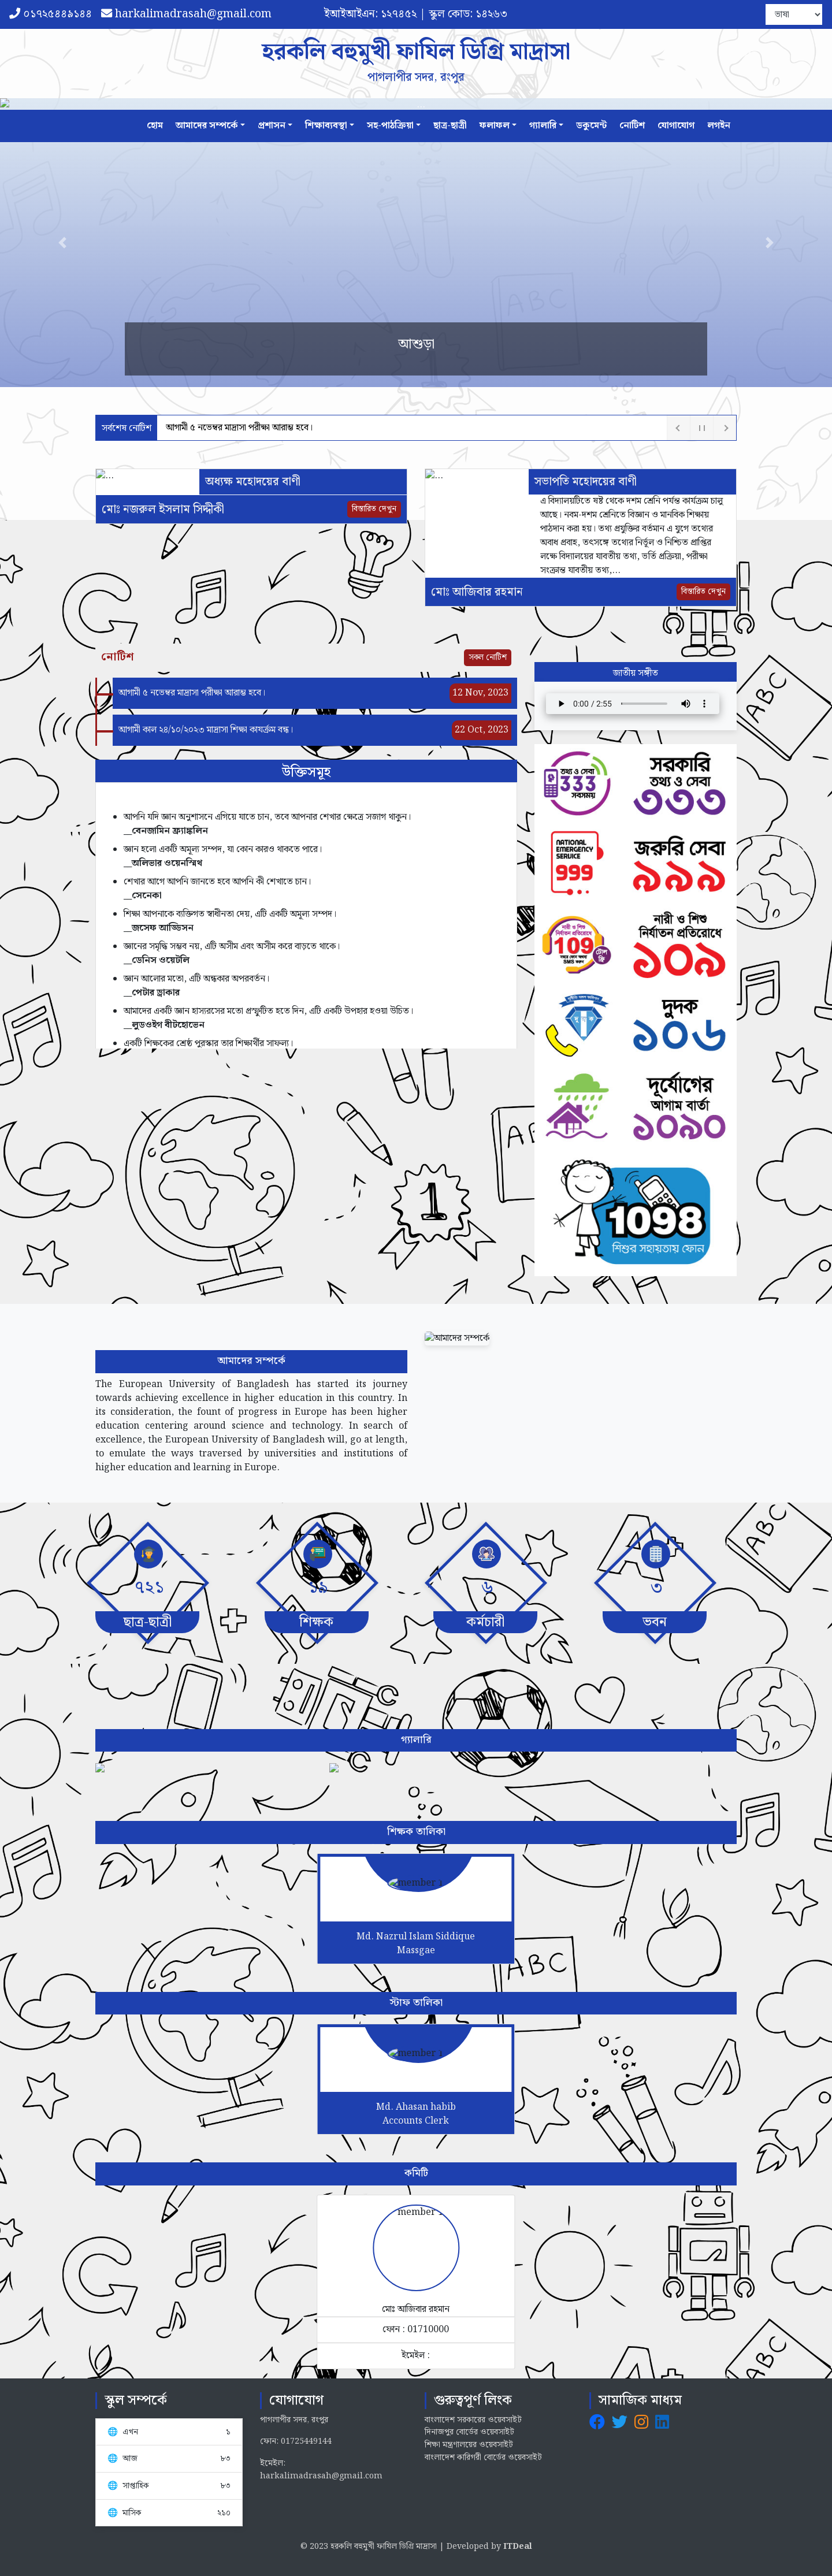 ০১৭২৫৪৪৯১৪৪ harkalimadrasah@gmail.com
ইআইআইএন: ১২৭৪৫২ | স্কুল কোড: ১৪২৬৩
ভাষা
হরকলি বহুমুখী ফাযিল ডিগ্রি মাদ্রাসা
পাগলাপীর সদর, রংপুর
হোম আমাদের সম্পর্কে প্রশাসন শিক্ষাব্যবস্থা সহ-পাঠক্রিয়া ছাত্র-ছাত্রী ফলাফল গ্যালারি ডকুমেন্ট নোটিশ যোগাযোগ লগইন
আশুড়া
সর্বশেষ নোটিশ আগামী ৫ নভেম্বর মাদ্রাসা পরীক্ষা আরাম্ভ হবে।
...
অধ্যক্ষ মহোদয়ের বাণী
মোঃ নজরুল ইসলাম সিদ্দীকী
বিস্তারিত দেখুন
...
সভাপতি মহোদয়ের বাণী
এ বিদ্যালয়টিতে ষষ্ট থেকে দশম শ্রেনি পর্যন্ত কার্যক্রম চালু
আছে। নবম-দশম শ্রেনিতে বিজ্ঞান ও মানবিক শিক্ষায়
পাঠদান করা হয়। তথ্য প্রযুক্তির বর্তমান এ যুগে তথ্যের
অবাধ প্রবাহ, তৎসঙ্গে তথ্যের নির্ভূল ও নিশ্চিত প্রাপ্তির
লক্ষে বিদ্যালয়ের যাবতীয় তথ্য, ভর্তি প্রক্রিয়া, পরীক্ষা
সংক্রান্ত যাবতীয় তথ্য,...
মোঃ আজিবার রহমান
বিস্তারিত দেখুন
নোটিশ
সকল নোটিশ
আগামী ৫ নভেম্বর মাদ্রাসা পরীক্ষা আরাম্ভ হবে।
12 Nov, 2023
আগামী কাল ২৪/১০/২০২৩ মাদ্রাসা শিক্ষা কাযর্ক্রম বন্ধ।
22 Oct, 2023
জাতীয় সঙ্গীত
0:00 / 2:55
উক্তিসমূহ
আপনি যদি জ্ঞান অনুশাসনে এগিয়ে যাতে চান, তবে আপনার শেখার ক্ষেত্রে সজাগ থাকুন।
__বেনজামিন ফ্র্যাঙ্কলিন
জ্ঞান হলো একটি অমূল্য সম্পদ, যা কোন কারও থাকতে পারে।
__অলিভার ওয়েনস্মিথ
শেখার আগে আপনি জানতে হবে আপনি কী শেখাতে চান।
__সেনেকা
শিক্ষা আপনাকে ব্যক্তিগত স্বাধীনতা দেয়, এটি একটি অমূল্য সম্পদ।
__জসেফ আডিডসন
জ্ঞানের সমৃদ্ধি সম্ভব নয়, এটি অসীম এবং অসীম করে বাড়তে থাকে।
__ডেনিস ওয়েটলি
জ্ঞান আলোর মতো, এটি অন্ধকার অপরবর্তন।
__পেটার ড্রাকার
আমাদের একটি জ্ঞান হাস্যরসের মতো প্রস্ফুটিত হতে দিন, এটি একটি উপহার হওয়া উচিত।
__লুডওইগ বীটহোভেন
একটি শিক্ষকের শ্রেষ্ঠ পুরস্কার তার শিক্ষার্থীর সাফল্য।
তথ্য ও সেবা
333
সবসময়
সরকারি
তথ্য ও সেবা
৩৩৩
NATIONAL
EMERGENCY
SERVICE
999
জরুরি সেবা
৯৯৯
109
নারী ও শিশু
নির্যাতন প্রতিরোধে
১০৯
দুদক
১০৬
দুর্যোগের
আগাম বার্তা
১০৯০
1098
শিশুর সহায়তায় ফোন
আমাদের সম্পর্কে
The European University of Bangladesh has started its journey
towards achieving excellence in higher education in this country. In
its consideration, the fount of progress in Europe has been higher
education centering around science and technology. In search of
excellence, the European University of Bangladesh will, go at length,
to emulate the ways traversed by universities and institutions of
higher education and learning in Europe.
আমাদের সম্পর্কে
৭২১
ছাত্র-ছাত্রী
১৯
শিক্ষক
৬
কর্মচারী
৩
ভবন
গ্যালারি
শিক্ষক তালিকা
member 1
Md. Nazrul Islam Siddique
Massgae
স্টাফ তালিকা
member 1
Md. Ahasan habib
Accounts Clerk
কমিটি
member 1
মোঃ আজিবার রহমান
ফোন : 01710000
ইমেইল :
স্কুল সম্পর্কে
এখন ১
আজ ৮৩
সাপ্তাহিক ৮৩
মাসিক ২১০
যোগাযোগ
পাগলাপীর সদর, রংপুর
ফোন: 01725449144
ইমেইল:
harkalimadrasah@gmail.com
গুরুত্বপূর্ণ লিংক
বাংলাদেশ সরকারের ওয়েবসাইট
দিনাজপুর বোর্ডের ওয়েবসাইট
শিক্ষা মন্ত্রণালয়ের ওয়েবসাইট
বাংলাদেশ কারিগরী বোর্ডের ওয়েবসাইট
সামাজিক মাধ্যম
© 2023 হরকলি বহুমুখী ফাযিল ডিগ্রি মাদ্রাসা | Developed by ITDeal